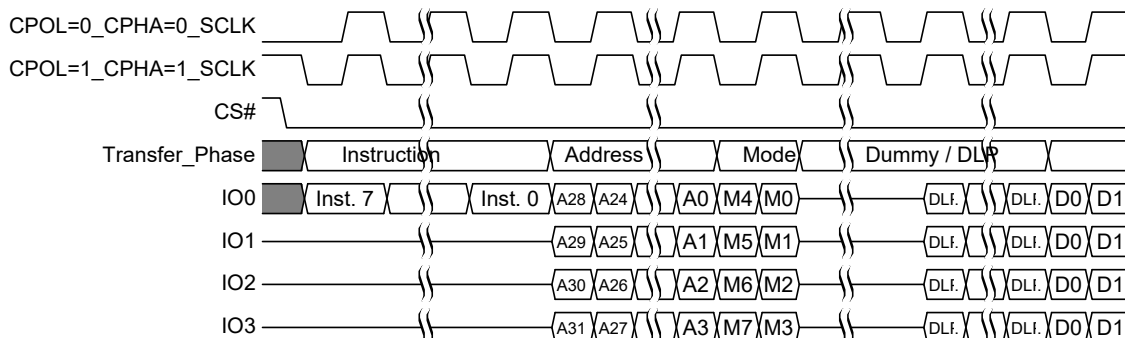 CPOL=0_CPHA=0_SCLK
CPOL=1_CPHA=1_SCLK
CS#
Transfer_Phase Instruction Address Mode Dummy / DLP
IO0 Inst. 7 Inst. 0 A28 A24 A0 M4 M0 DLP. DLP. D0 D1
IO1 A29 A25 A1 M5 M1 DLP. DLP. D0 D1
IO2 A30 A26 A2 M6 M2 DLP. DLP. D0 D1
IO3 A31 A27 A3 M7 M3 DLP. DLP. D0 D1